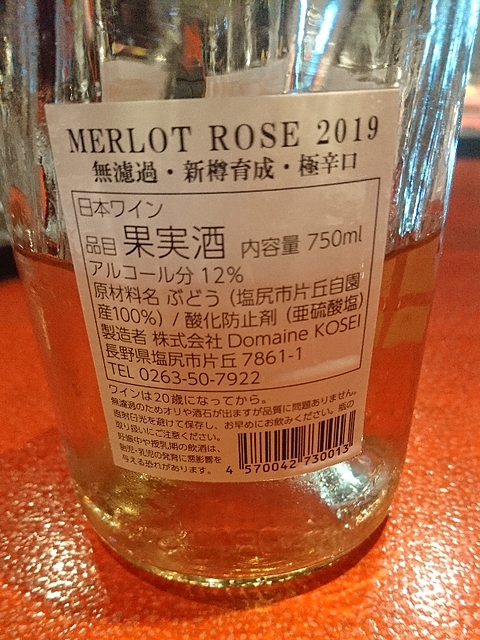 MERLOT ROSE 2019
無濾過・新樽育成・極辛口
日本ワイン
品目 果実酒 内容量 750ml
アルコール分 12%
原材料名 ぶどう（塩尻市片丘自園
産100%）/ 酸化防止剤（亜硫酸塩）
製造者 株式会社 Domaine KOSEI
長野県塩尻市片丘 7861-1
TEL 0263-50-7922
ワインは20歳になってから。
無濾過のためオリや酒石が出ますが品質に問題ありません。
直射日光を避けて保存し、お早めにお飲みください。瓶の
取り扱いにご注意ください。
妊娠中や授乳期の飲酒は、
胎児・乳児の発育に悪影響を
与える恐れがあります。
4 570042 730013